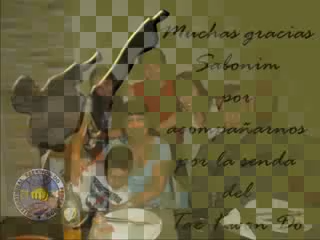 Muchas gracias
Sabonim
por
acompañarnos
por la senda
del
Tae Kwon Do